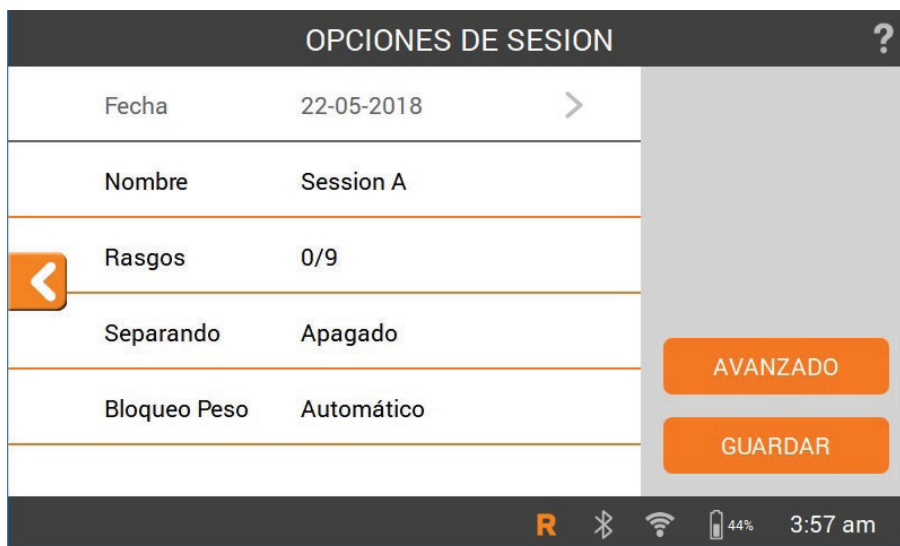 OPCIONES DE SESION ?
Fecha 22-05-2018
Nombre Session A
Rasgos 0/9
Separando Apagado
Bloqueo Peso Automático
AVANZADO
GUARDAR
R 44% 3:57 am